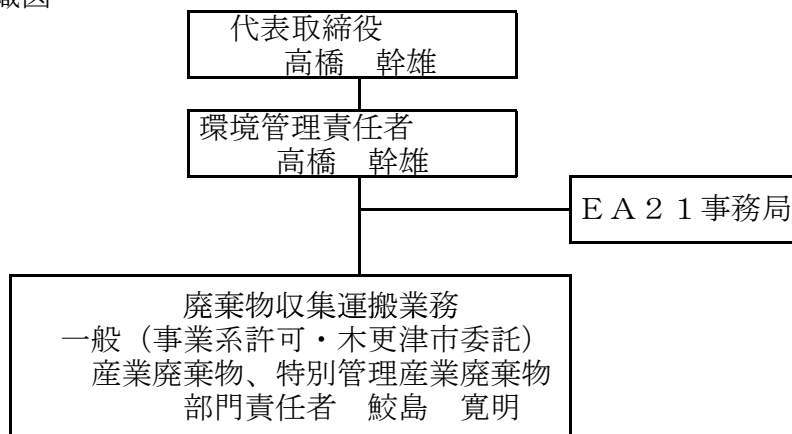 織図
代表取締役
高橋　幹雄
環境管理責任者
高橋　幹雄
ＥＡ２１事務局
廃棄物収集運搬業務
一般（事業系許可・木更津市委託）
産業廃棄物、特別管理産業廃棄物
部門責任者　鮫島　寛明